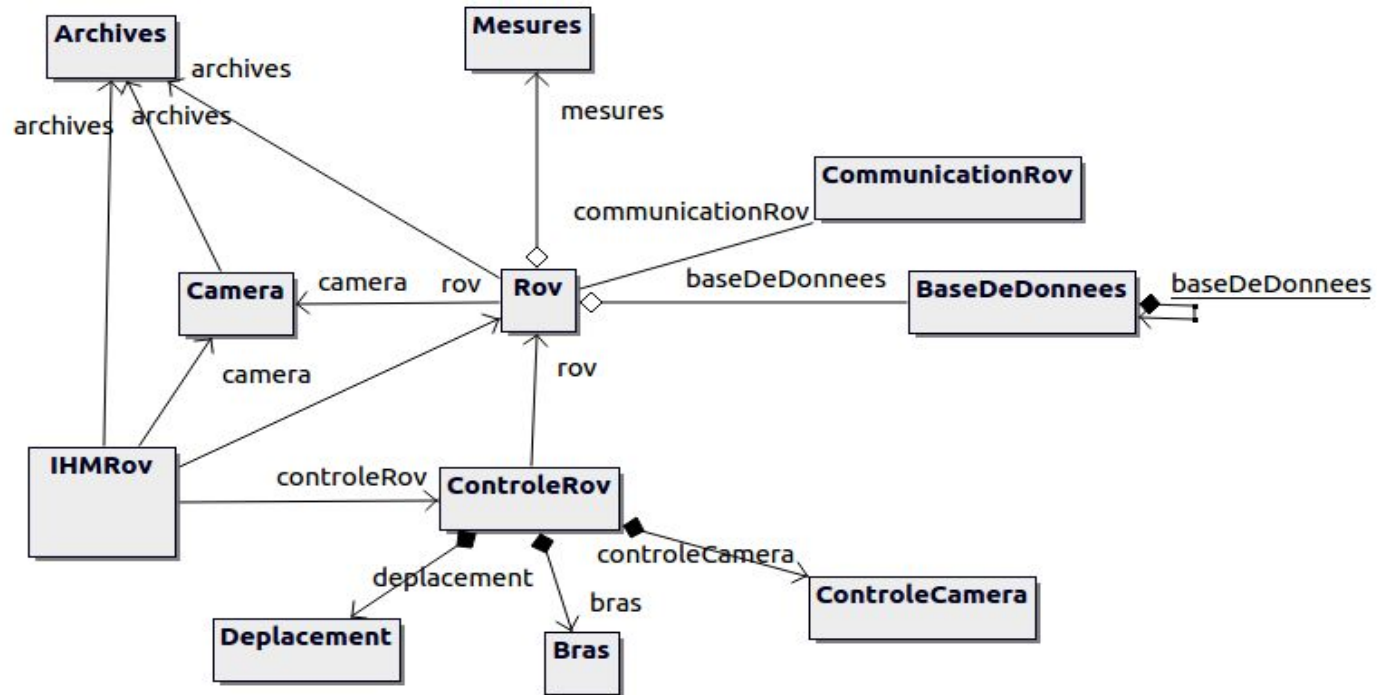 Archives
Mesures
archives
archives
archives
mesures
CommunicationRov
communicationRov
Camera
camera
rov
Rov
baseDeDonnees
BaseDeDonnees
baseDeDonnees
camera
rov
IHMRov
controleRov
ControleRov
controleCamera
deplacement
ControleCamera
bras
Deplacement
Bras